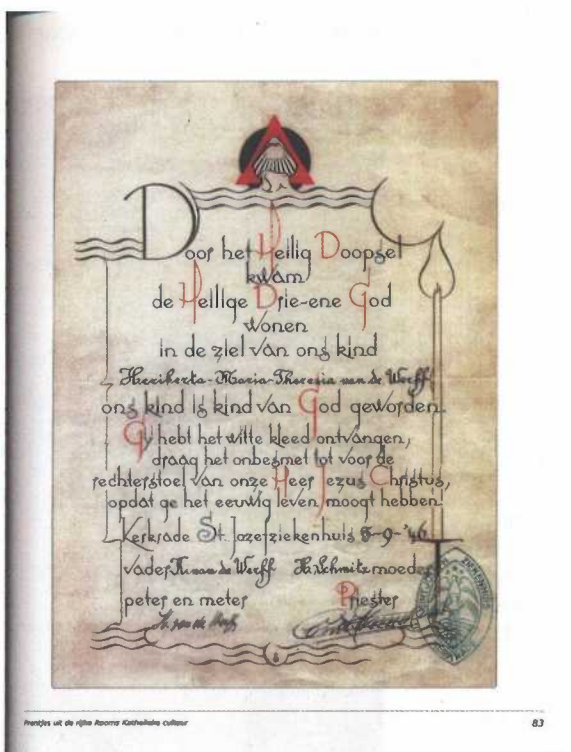 Door het Heilig Doopsel
kwam
de Heilige Drie-ene God
wonen
in de ziel van ons kind
Heriberta-Maria-Theresia van de Werff
ons kind is kind van God geworden.
Gy hebt het witte kleed ontvangen,
draag het onbesmet tot voor de
rechterstoel van onze Heer Jezus Christus,
opdat ge het eeuwig leven moogt hebben!
Kerkrade St. Jozefziekenhuis 5-9-'46
vader H. van de Werff H. Schmitz moeder
peter en meter Priester
H. van de Werff
Prentjes uit de rijke Rooms Katholieke cultuur 83